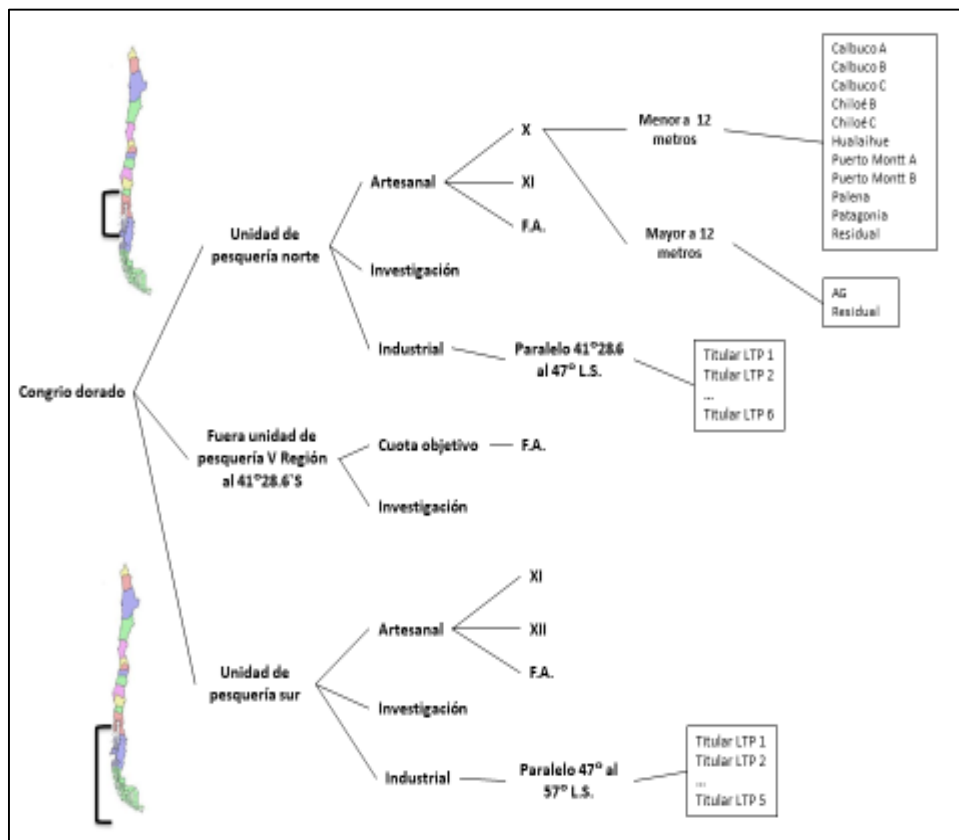 Calbuco A
Calbuco B
Calbuco C
Chiloé B
Chiloé C
Hualaihue
Puerto Montt A
Puerto Montt B
Palena
Patagonia
Residual
Menor a 12
metros
X
Artesanal
XI
F.A.
Mayor a 12
metros
Unidad de
pesquería norte
Investigación
AG
Residual
Industrial
Paralelo 41°28.6
al 47° L.S.
Titular LTP 1
Titular LTP 2
...
Titular LTP 6
Congrio dorado
Fuera unidad de
pesquería V Región
al 41°28.6`S
Cuota objetivo
F.A.
Investigación
XI
Artesanal
XII
F.A.
Unidad de
pesquería sur
Investigación
Industrial
Paralelo 47° al
57° L.S.
Titular LTP 1
Titular LTP 2
...
Titular LTP 5